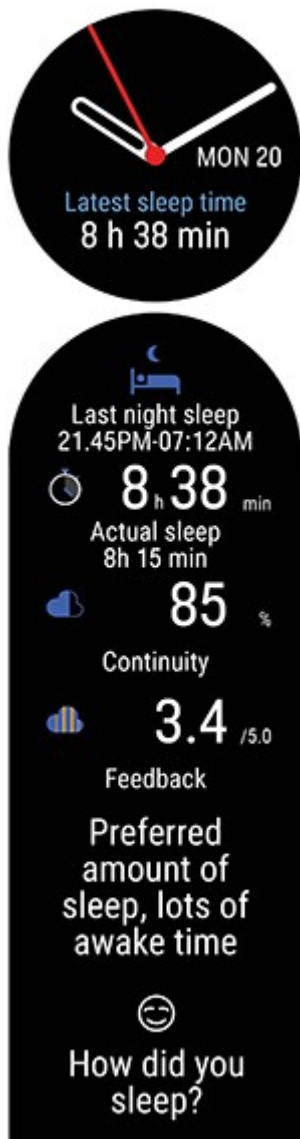 MON 20
Latest sleep time
8 h 38 min
Last night sleep
21.45PM-07:12AM
8 h 38 min
Actual sleep
8h 15 min
85 %
Continuity
3.4 /5.0
Feedback
Preferred
amount of
sleep, lots of
awake time
How did you
sleep?